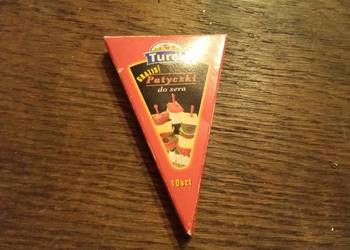 Turek
GRATIS!
Patyczki
do sera
10szt